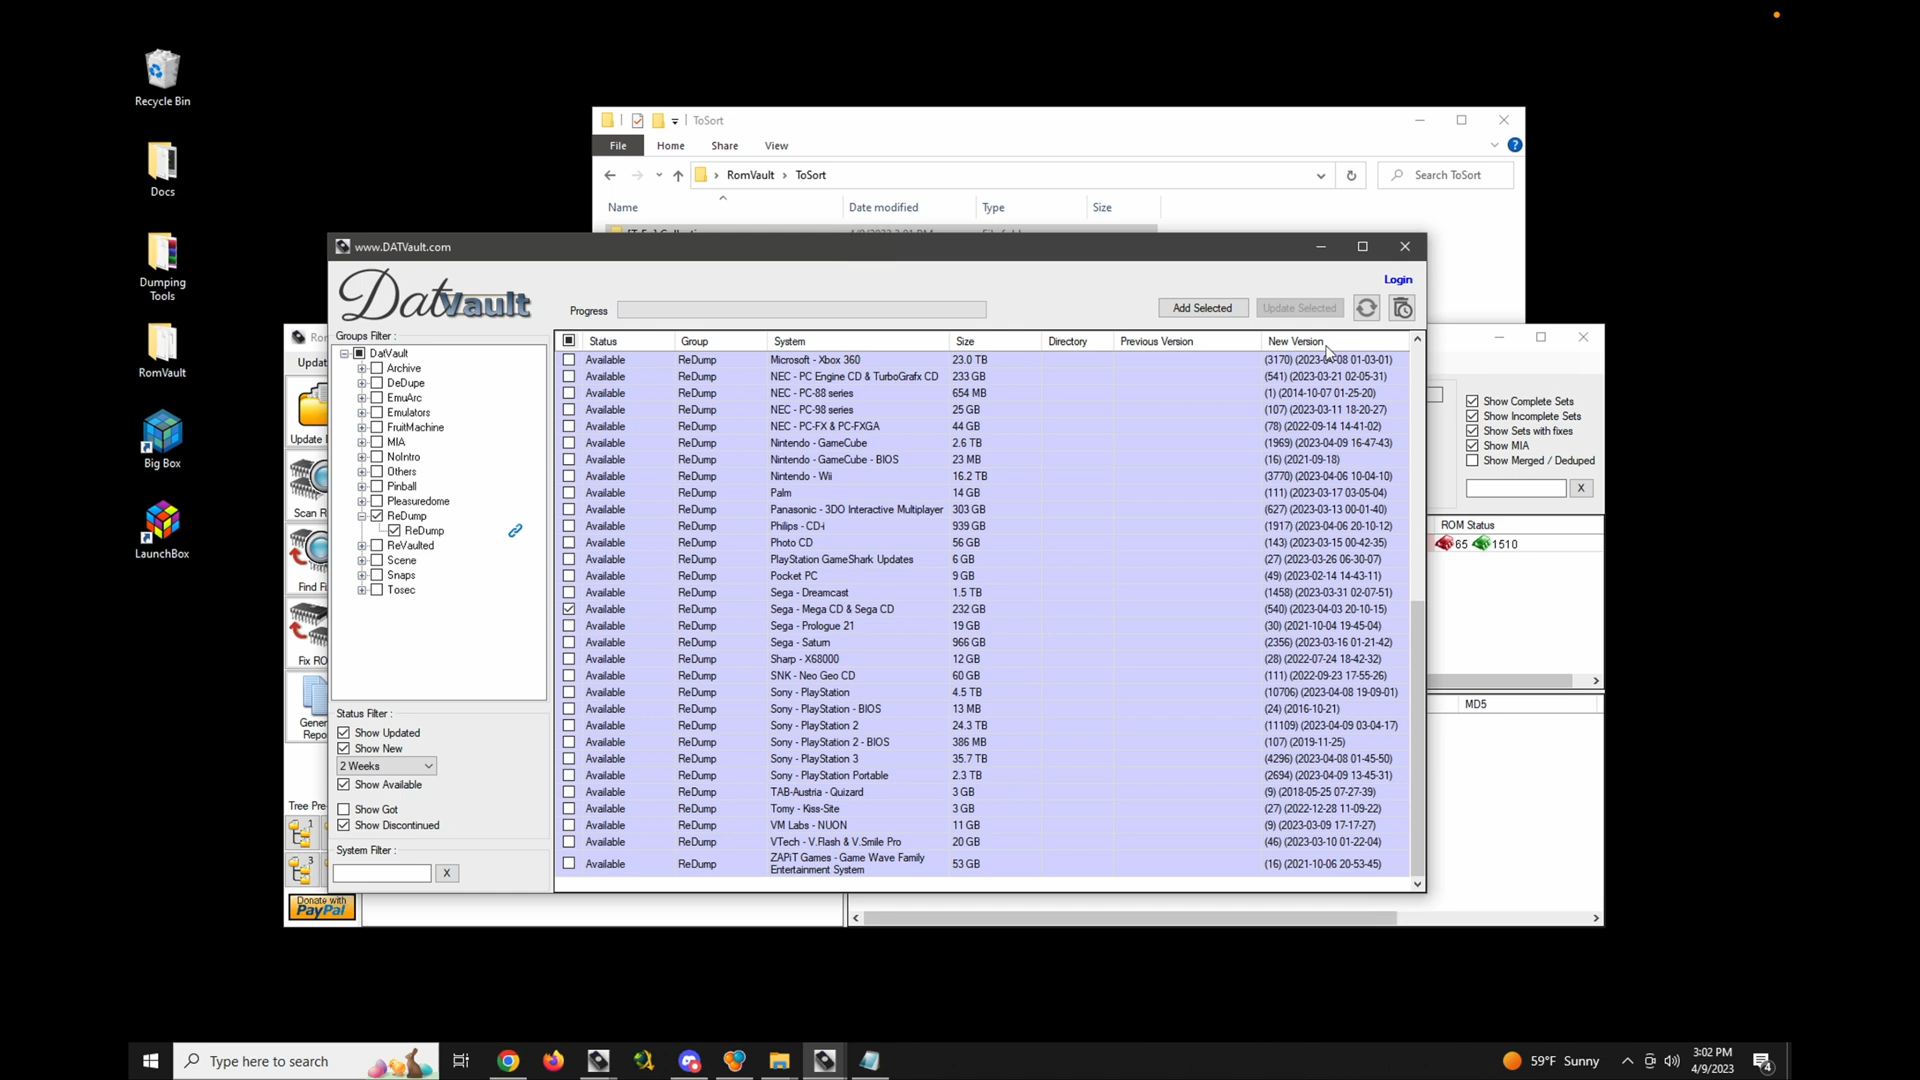 Recycle Bin
Docs
Dumping
Tools
RomVault
Big Box
LaunchBox
ToSort
File Home Share View
RomVault › ToSort
Search ToSort
Name Date modified Type Size
www.DATVault.com
DatVault
Login
Progress
Add Selected Update Selected
Groups Filter :
DatVault
Archive
DeDupe
EmuArc
Emulators
FruitMachine
MIA
NoIntro
Others
Pinball
Pleasuredome
ReDump
ReDump
ReVaulted
Scene
Snaps
Tosec
Status Filter :
Show Updated
Show New
2 Weeks
Show Available
Show Got
Show Discontinued
System Filter :
X
Status Group System Size Directory Previous Version New Version
Available ReDump Microsoft - Xbox 360 23.0 TB (3170) (2023-04-08 01-03-01)
Available ReDump NEC - PC Engine CD & TurboGrafx CD 233 GB (541) (2023-03-21 02-05-31)
Available ReDump NEC - PC-88 series 654 MB (1) (2014-10-07 01-25-20)
Available ReDump NEC - PC-98 series 25 GB (107) (2023-03-11 18-20-27)
Available ReDump NEC - PC-FX & PC-FXGA 44 GB (78) (2022-09-14 14-41-02)
Available ReDump Nintendo - GameCube 2.6 TB (1969) (2023-04-09 16-47-43)
Available ReDump Nintendo - GameCube - BIOS 23 MB (16) (2021-09-18)
Available ReDump Nintendo - Wii 16.2 TB (3770) (2023-04-06 10-04-10)
Available ReDump Palm 14 GB (111) (2023-03-17 03-05-04)
Available ReDump Panasonic - 3DO Interactive Multiplayer 303 GB (627) (2023-03-13 00-01-40)
Available ReDump Philips - CD-i 939 GB (1917) (2023-04-06 20-10-12)
Available ReDump Photo CD 56 GB (143) (2023-03-15 00-42-35)
Available ReDump PlayStation GameShark Updates 6 GB (27) (2023-03-26 06-30-07)
Available ReDump Pocket PC 9 GB (49) (2023-02-14 14-43-11)
Available ReDump Sega - Dreamcast 1.5 TB (1458) (2023-03-31 02-07-51)
Available ReDump Sega - Mega CD & Sega CD 232 GB (540) (2023-04-03 20-10-15)
Available ReDump Sega - Prologue 21 19 GB (30) (2021-10-04 19-45-04)
Available ReDump Sega - Saturn 966 GB (2356) (2023-03-16 01-21-42)
Available ReDump Sharp - X68000 12 GB (28) (2022-07-24 18-42-32)
Available ReDump SNK - Neo Geo CD 60 GB (111) (2022-09-23 17-55-26)
Available ReDump Sony - PlayStation 4.5 TB (10706) (2023-04-08 19-09-01)
Available ReDump Sony - PlayStation - BIOS 13 MB (24) (2016-10-21)
Available ReDump Sony - PlayStation 2 24.3 TB (11109) (2023-04-09 03-04-17)
Available ReDump Sony - PlayStation 2 - BIOS 386 MB (107) (2019-11-25)
Available ReDump Sony - PlayStation 3 35.7 TB (4296) (2023-04-08 01-45-50)
Available ReDump Sony - PlayStation Portable 2.3 TB (2694) (2023-04-09 13-45-31)
Available ReDump TAB-Austria - Quizard 3 GB (9) (2018-05-25 07-27-39)
Available ReDump Tomy - Kiss-Site 3 GB (27) (2022-12-28 11-09-22)
Available ReDump VM Labs - NUON 11 GB (9) (2023-03-09 17-17-27)
Available ReDump VTech - V.Flash & V.Smile Pro 20 GB (46) (2023-03-10 01-22-04)
Available ReDump ZAPiT Games - Game Wave Family
Entertainment System 53 GB (16) (2021-10-06 20-53-45)
Ro
Updat
Update
Scan R
Find Fi
Fix RO
Gener
Repo
Tree Pre
1
3
Donate with
PayPal
Show Complete Sets
Show Incomplete Sets
Show Sets with fixes
Show MIA
Show Merged / Deduped
X
ROM Status
65 1510
MD5
Type here to search
59°F Sunny
3:02 PM
4/9/2023
4